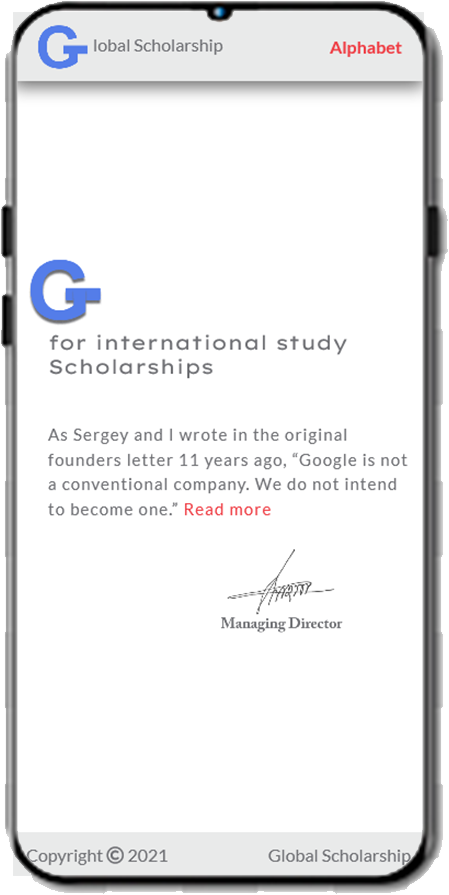 G lobal Scholarship
Alphabet
G
for international study
Scholarships
As Sergey and I wrote in the original
founders letter 11 years ago, “Google is not
a conventional company. We do not intend
to become one.” Read more
Managing Director
Copyright © 2021
Global Scholarship